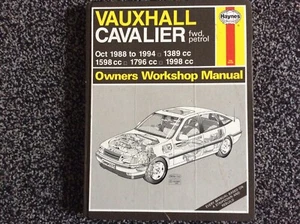 VAUXHALL
CAVALIER fwd, petrol
Haynes
Oct 1988 to 1994 □ 1389 cc
1598 cc □ 1796 cc □ 1998 cc
Owners Workshop Manual